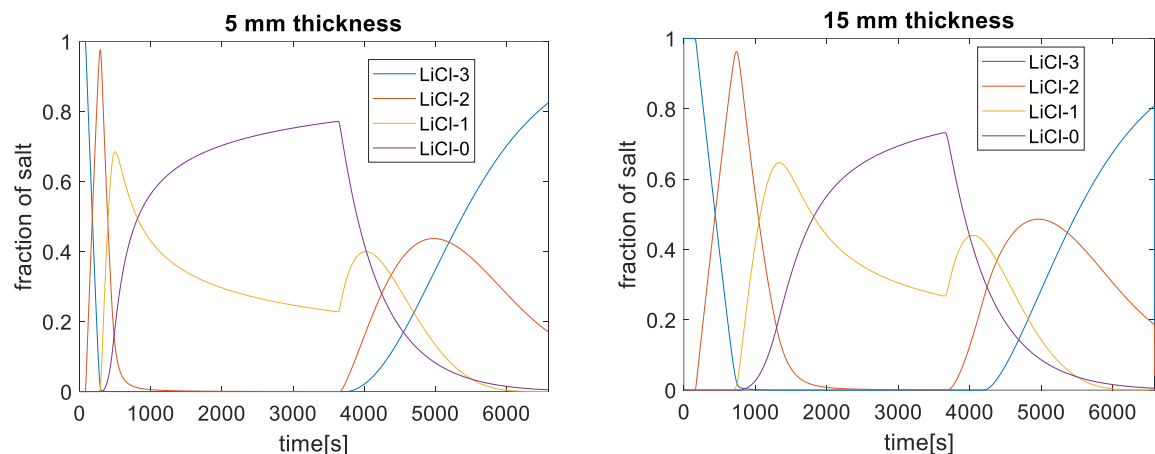 5 mm thickness
1
0.8
0.6
0.4
0.2
0
fraction of salt
LiCl-3
LiCl-2
LiCl-1
LiCl-0
0 1000 2000 3000 4000 5000 6000
time[s]
15 mm thickness
1
0.8
0.6
0.4
0.2
0
fraction of salt
LiCl-3
LiCl-2
LiCl-1
LiCl-0
0 1000 2000 3000 4000 5000 6000
time[s]